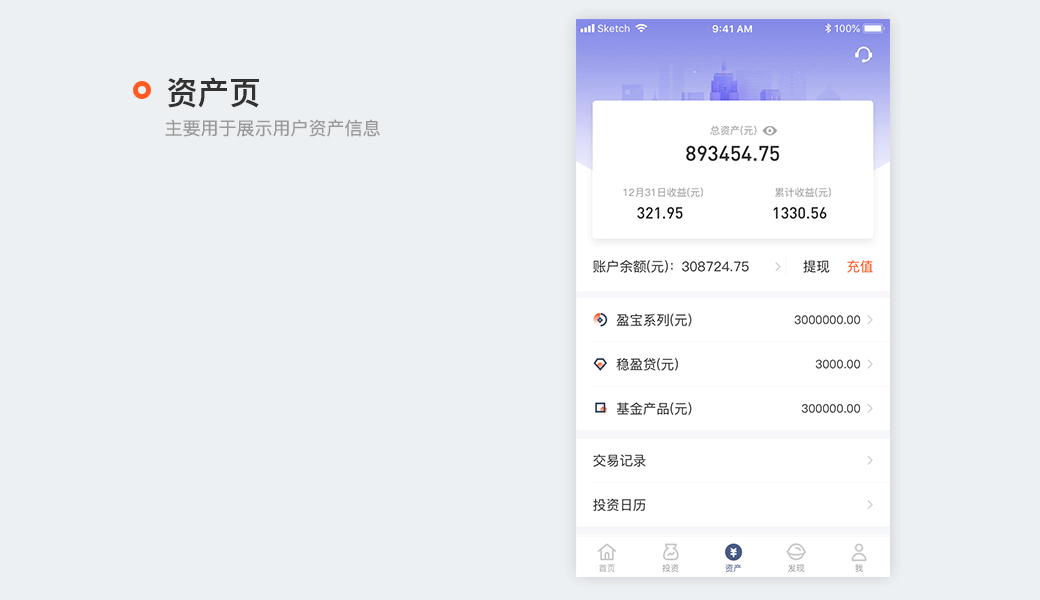 资产页
主要用于展示用户资产信息
Sketch 9:41 AM 100%
总资产(元)
893454.75
12月31日收益(元) 累计收益(元)
321.95 1330.56
账户余额(元): 308724.75 提现 充值
盈宝系列(元) 3000000.00
稳盈贷(元) 3000.00
基金产品(元) 300000.00
交易记录
投资日历
首页 投资 资产 发现 我